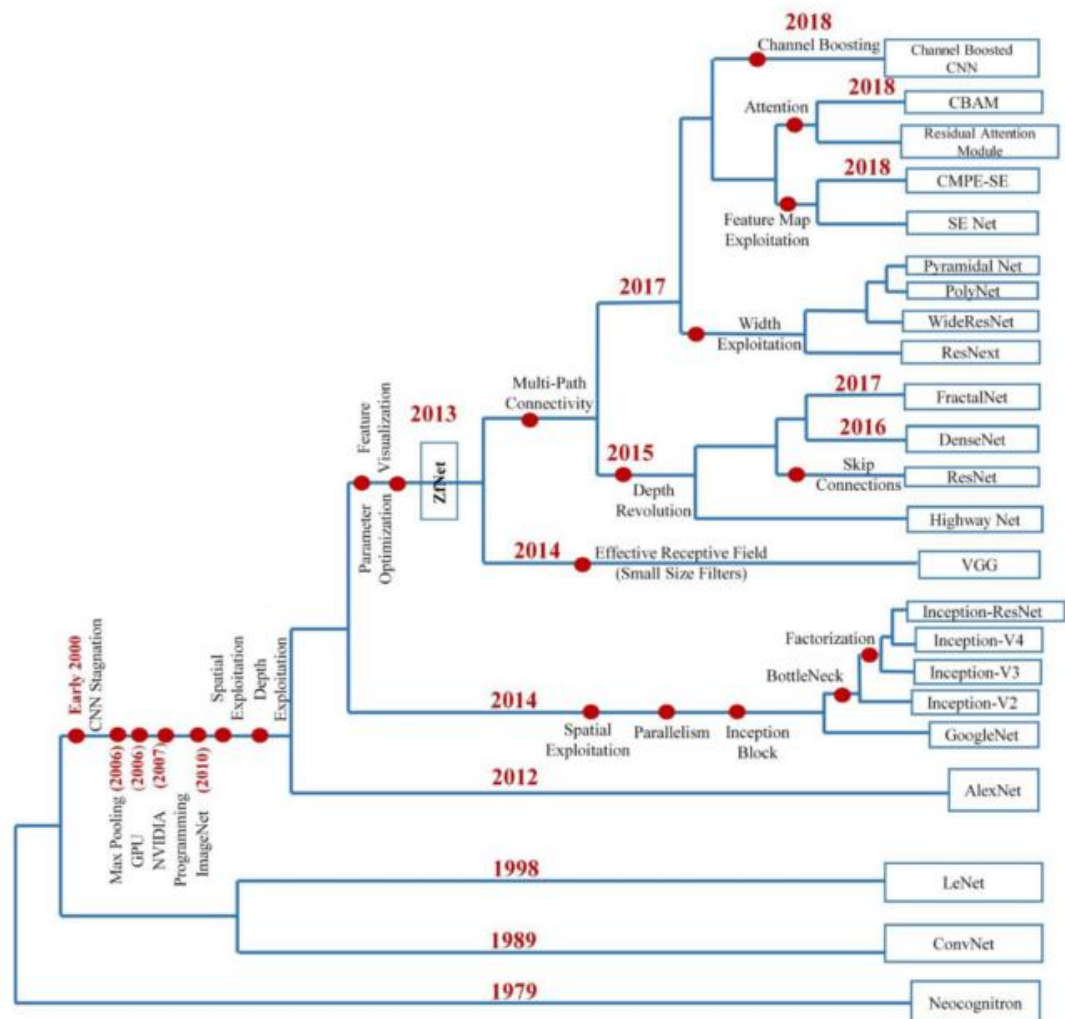 2018
Channel Boosting
Channel Boosted
CNN
2018
Attention
CBAM
Residual Attention
Module
2018
CMPE-SE
Feature Map
Exploitation
SE Net
Pyramidal Net
PolyNet
2017
Width
Exploitation
WideResNet
ResNext
Multi-Path
Connectivity
2017
FractalNet
2016
DenseNet
2015
Depth
Revolution
Skip
Connections
ResNet
Highway Net
Feature
Visualization
2013
ZfNet
Parameter
Optimization
2014
Effective Receptive Field
(Small Size Filters)
VGG
Inception-ResNet
Factorization
Inception-V4
BottleNeck
Inception-V3
Inception-V2
2014
Spatial
Exploitation
Parallelism
Inception
Block
GoogleNet
Early 2000
CNN Stagnation
Spatial
Exploitation
Depth
Exploitation
Max Pooling (2006)
GPU (2006)
NVIDIA (2007)
Programming
ImageNet (2010)
2012
AlexNet
1998
LeNet
1989
ConvNet
1979
Neocognitron